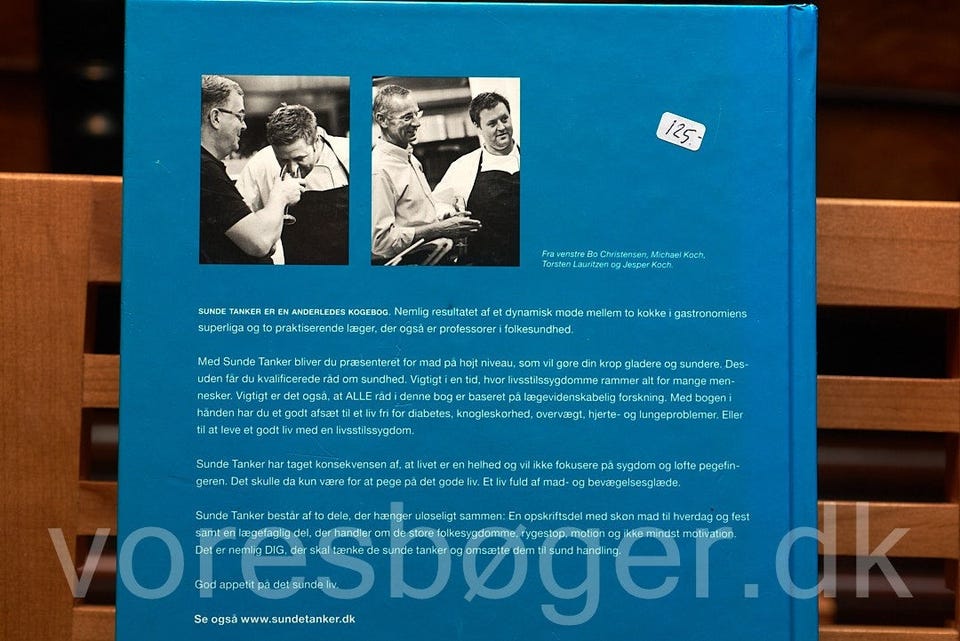 125.-
Fra venstre Bo Christensen, Michael Koch,
Torsten Lauritzen og Jesper Koch.
SUNDE TANKER ER EN ANDERLEDES KOGEBOG. Nemlig resultatet af et dynamisk møde mellem to kokke i gastronomiens
superliga og to praktiserende læger, der også er professorer i folkesundhed.
Med Sunde Tanker bliver du præsenteret for mad på højt niveau, som vil gøre din krop gladere og sundere. Des-
uden får du kvalificerede råd om sundhed. Vigtigt i en tid, hvor livsstilssygdomme rammer alt for mange men-
nesker. Vigtigt er det også, at ALLE råd i denne bog er baseret på lægevidenskabelig forskning. Med bogen i
hånden har du et godt afsæt til et liv fri for diabetes, knogleskørhed, overvægt, hjerte- og lungeproblemer. Eller
til at leve et godt liv med en livsstilssygdom.
Sunde Tanker har taget konsekvensen af, at livet er en helhed og vil ikke fokusere på sygdom og løfte pegefin-
geren. Det skulle da kun være for at pege på det gode liv. Et liv fuld af mad- og bevægelsesglæde.
Sunde Tanker består af to dele, der hænger uløseligt sammen: En opskriftsdel med skøn mad til hverdag og fest
samt en lægefaglig del, der handler om de store folkesygdomme, rygestop, motion og ikke mindst motivation.
Det er nemlig DIG, der skal tænke de sunde tanker og omsætte dem til sund handling.
God appetit på det sunde liv.
Se også www.sundetanker.dk
voresbøger.dk